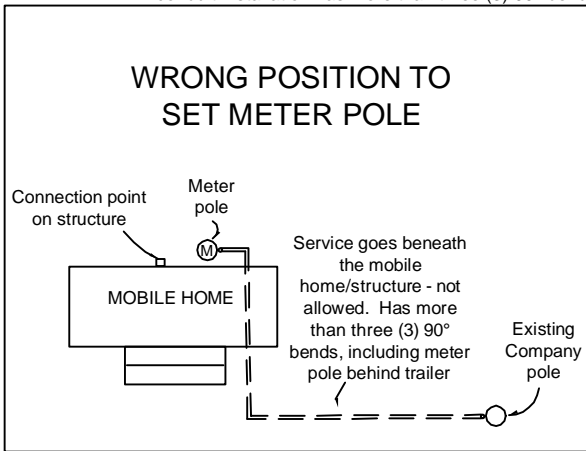 WRONG POSITION TO
SET METER POLE
Connection point
on structure
Meter
pole
M
MOBILE HOME
Service goes beneath
the mobile
home/structure - not
allowed. Has more
than three (3) 90°
bends, including meter
pole behind trailer
Existing
Company
pole